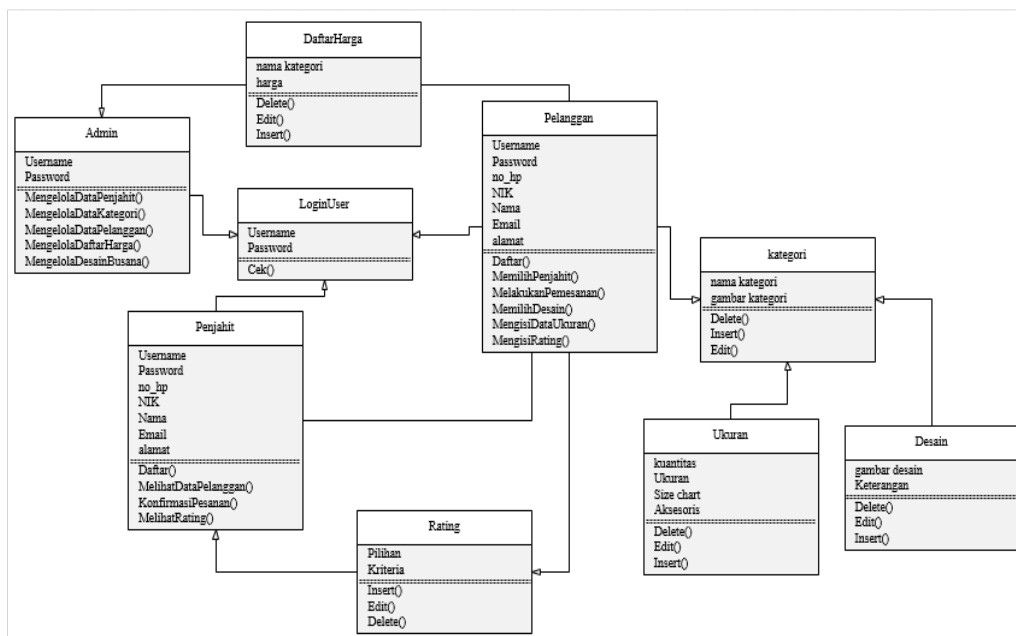 DaftarHarga
nama kategori
harga
Delete()
Edit()
Insert()
Admin
Username
Password
MengelolaDataPenjahit()
MengelolaDataKategori()
MengelolaDataPelanggan()
MengelolaDaftarHarga()
MengelolaDesainBusana()
LoginUser
Username
Password
Cek()
Pelanggan
Username
Password
no_hp
NIK
Nama
Email
alamat
Daftar()
MemilihPenjahit()
MelakukanPemesanan()
MemilihDesain()
MengisiDataUkuran()
MengisiRating()
kategori
nama kategori
gambar kategori
Delete()
Insert()
Edit()
Penjahit
Username
Password
no_hp
NIK
Nama
Email
alamat
Daftar()
MelihatDataPelanggan()
KonfirmasiPesanan()
MelihatRating()
Rating
Pilihan
Kriteria
Insert()
Edit()
Delete()
Ukuran
kuantitas
Ukuran
Size chart
Aksesoris
Delete()
Edit()
Insert()
Desain
gambar desain
Keterangan
Delete()
Edit()
Insert()